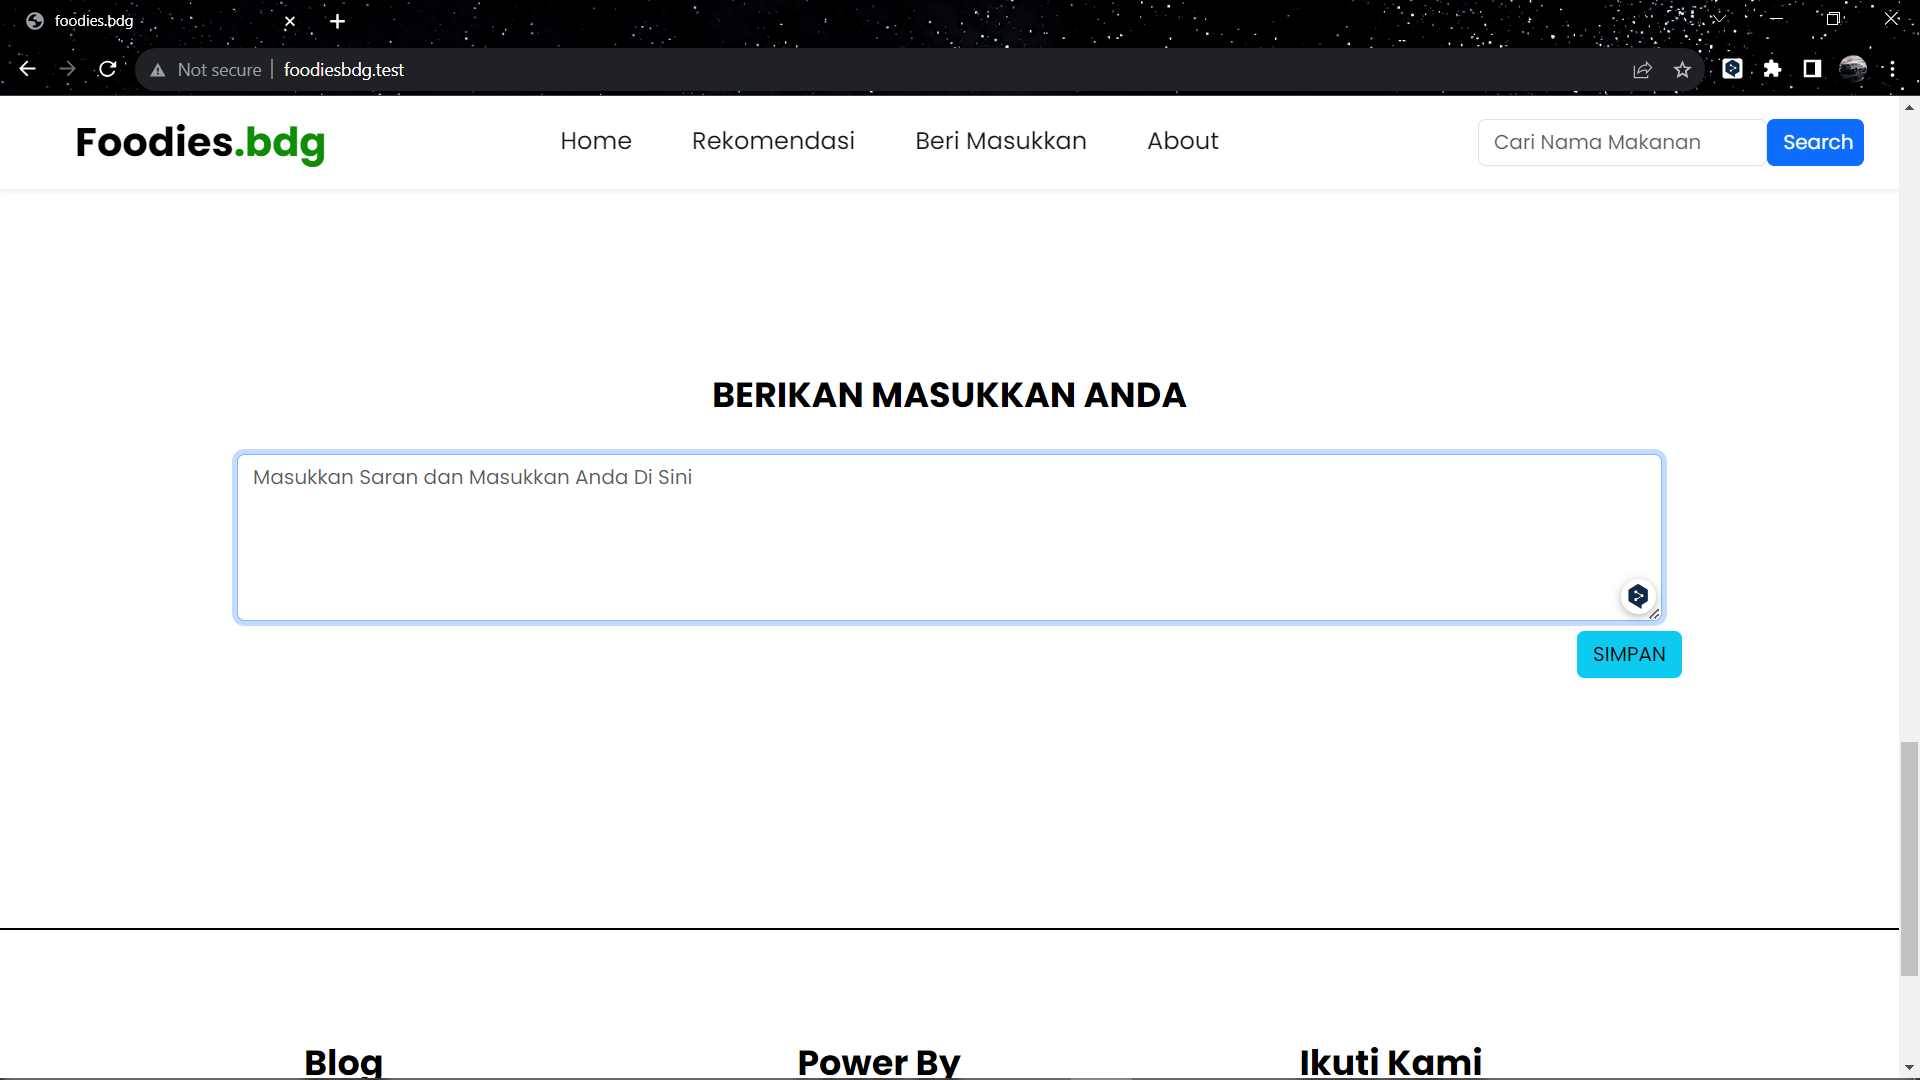 foodies.bdg
Not secure foodiesbdg.test
Foodies.bdg Home Rekomendasi Beri Masukkan About Cari Nama Makanan Search
BERIKAN MASUKKAN ANDA
Masukkan Saran dan Masukkan Anda Di Sini
SIMPAN
Blog Power By Ikuti Kami